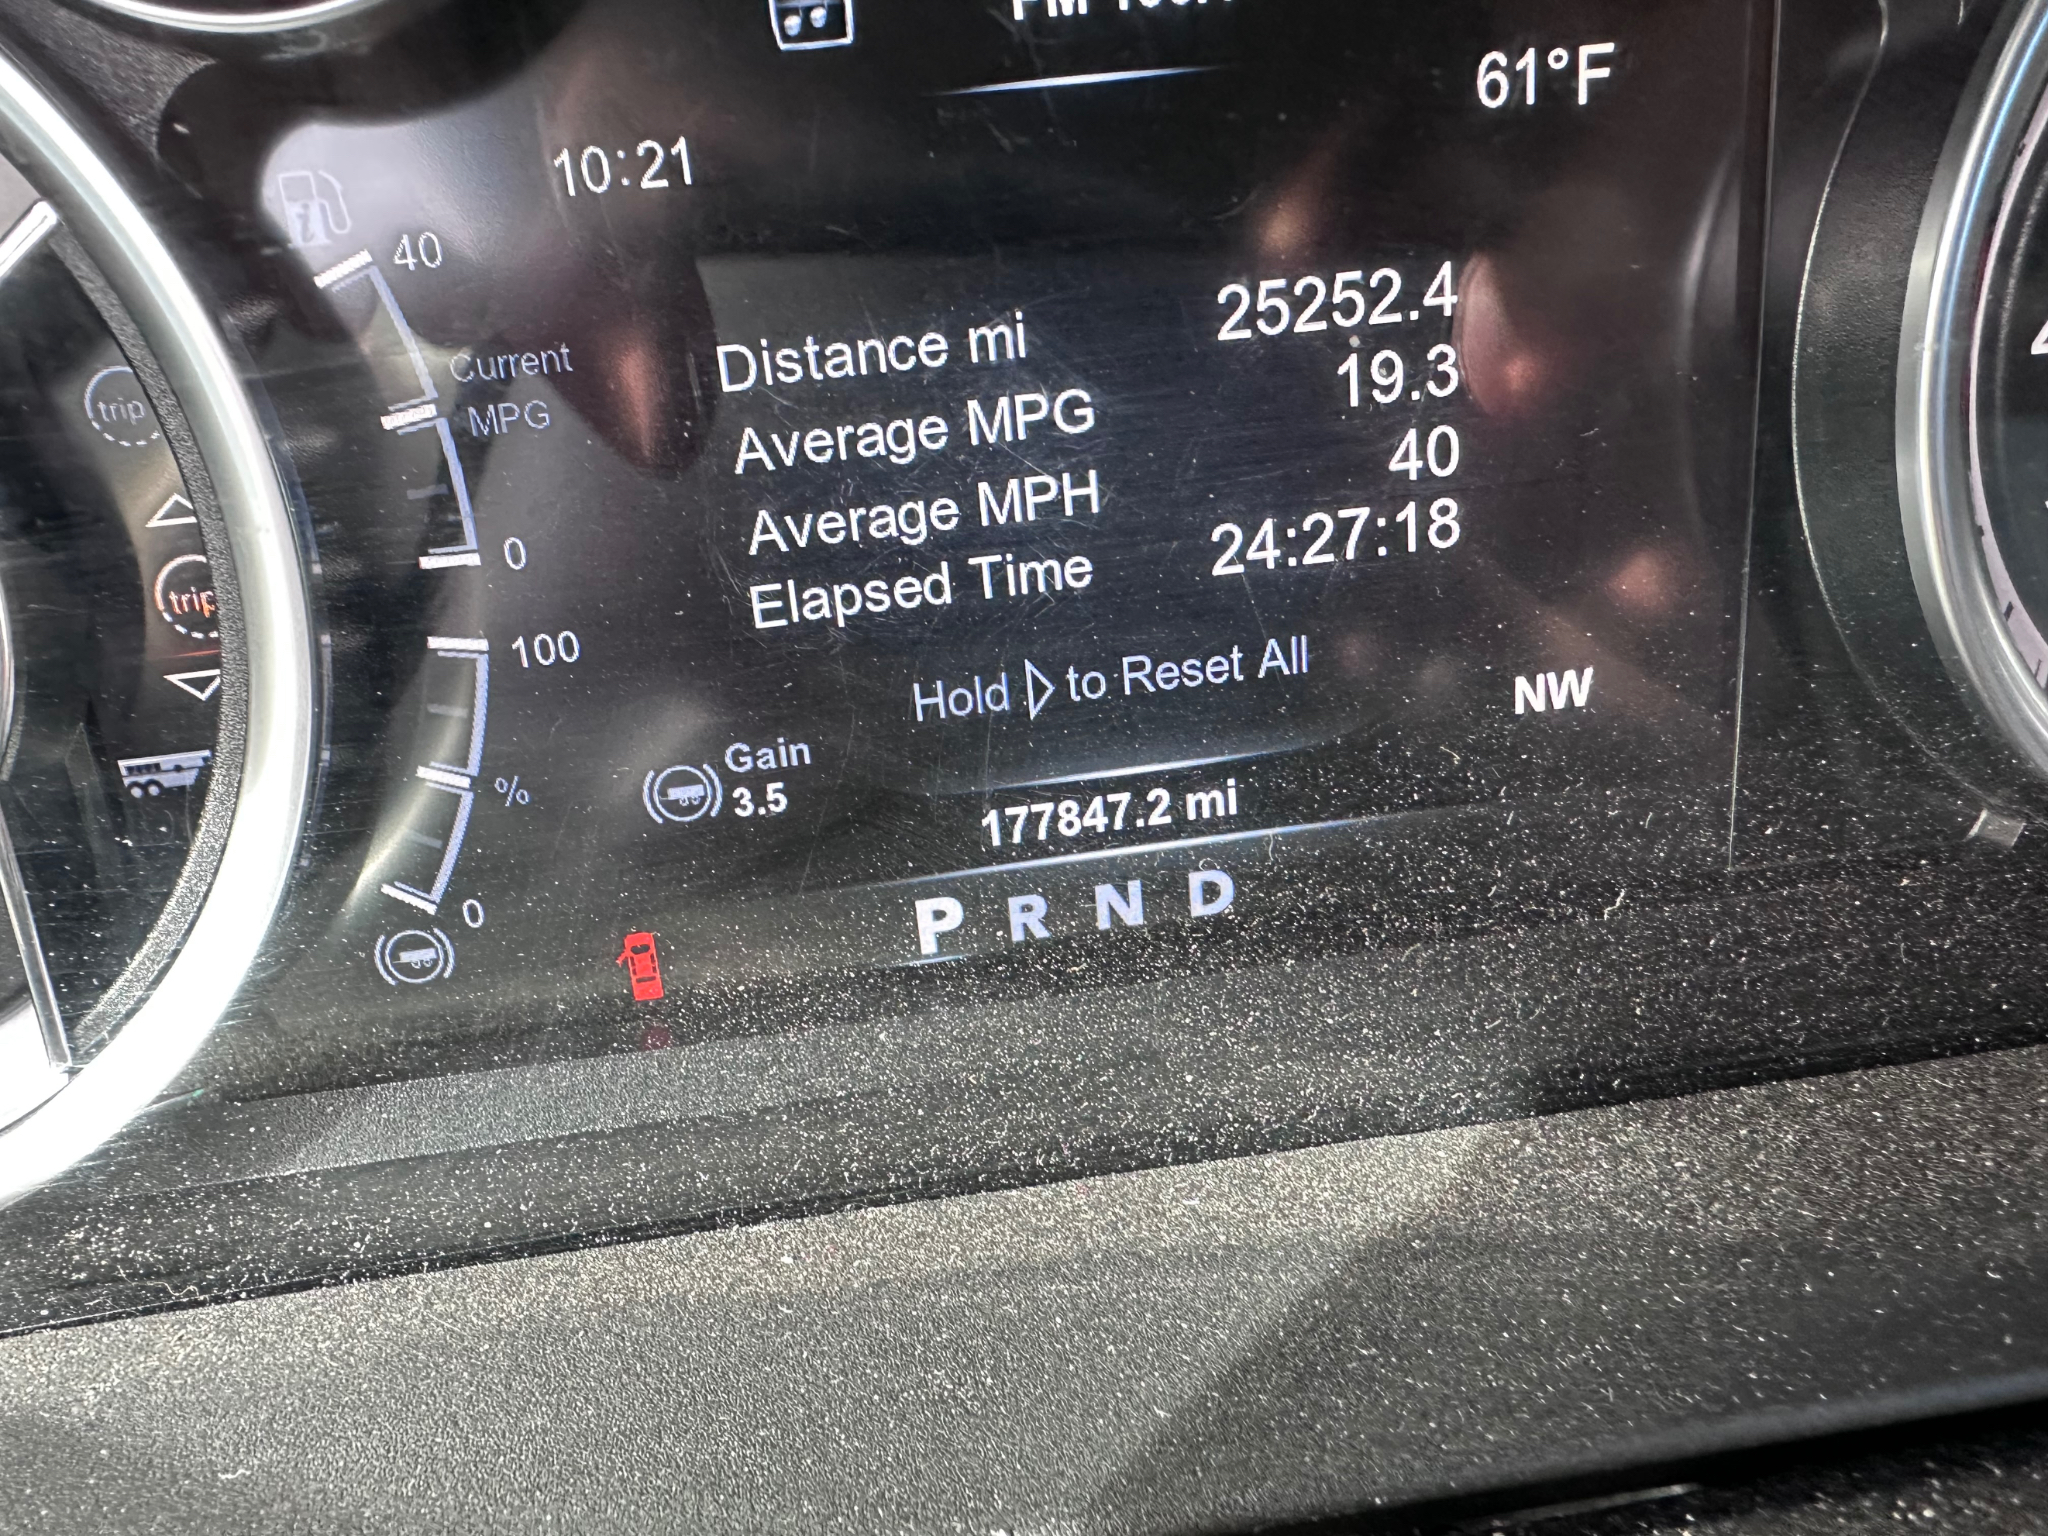 61°F
10:21
40
Current
MPG
0
Distance mi 25252.4
Average MPG 19.3
Average MPH 40
Elapsed Time 24:27:18
Hold ▷ to Reset All
trip
trip
100
%
0
Gain
3.5
NW
177847.2 mi
P R N D